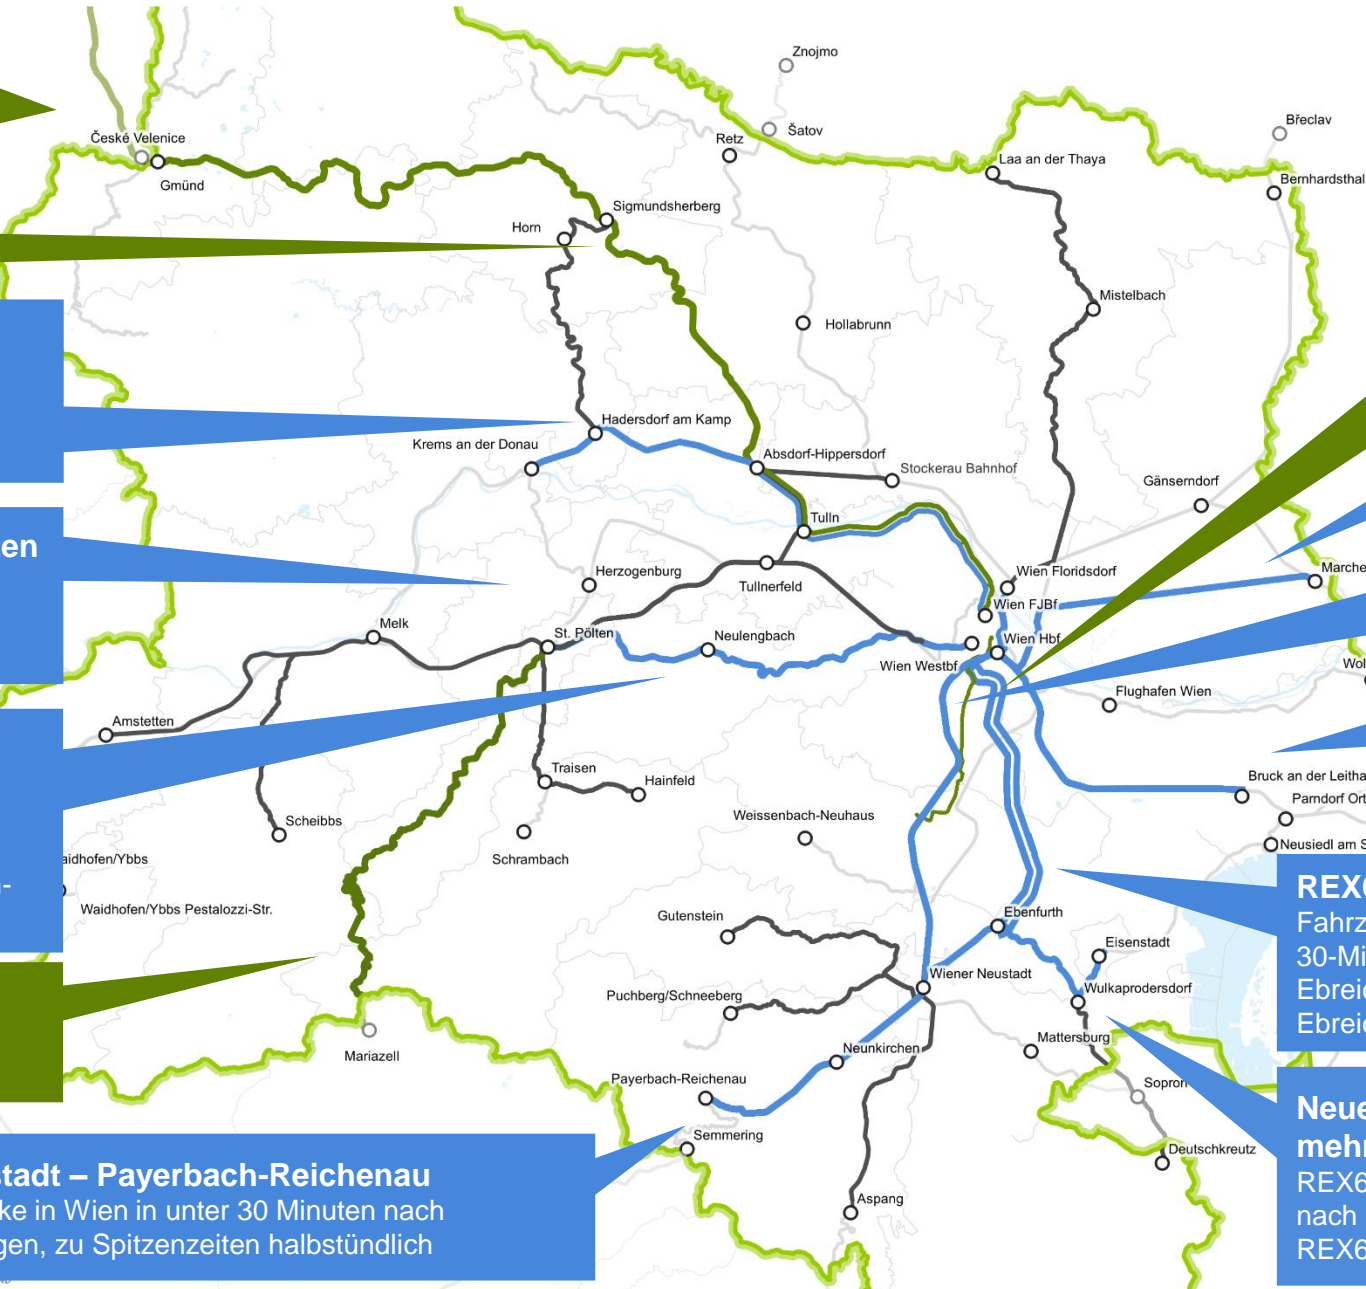 Znojmo
Břeclav
České Velenice
Šatov
Retz
Laa an der Thaya
Bernhardsthal
Gmünd
Sigmundsherberg
Horn
Mistelbach
Hollabrunn
Hadersdorf am Kamp
Krems an der Donau
Absdorf-Hippersdorf
Stockerau Bahnhof
Gänserndorf
Tulln
en
Herzogenburg
Tullnerfeld
Wien Floridsdorf
Marche
Wien FJBf
Melk
St. Pölten
Neulengbach
Wien Hbf
Wien Westbf
Wol
Flughafen Wien
Amstetten
Traisen
Hainfeld
Bruck an der Leitha
Parndorf Ort
Weissenbach-Neuhaus
Scheibbs
Neusiedl am S
aidhofen/Ybbs
Schrambach
Waidhofen/Ybbs Pestalozzi-Str.
-
Gutenstein
Ebenfurth
Eisenstadt
REX6
Fahrz
30-Mi
Ebreic
Ebreic
Wiener Neustadt
Wulkaprodersdorf
Puchberg/Schneeberg
Mattersburg
Mariazell
Neunkirchen
Payerbach-Reichenau
Sopron
Semmering
Deutschkreutz
Aspang
stadt – Payerbach-Reichenau
ke in Wien in unter 30 Minuten nach
gen, zu Spitzenzeiten halbstündlich
Neue
mehr
REX6
nach
REX6